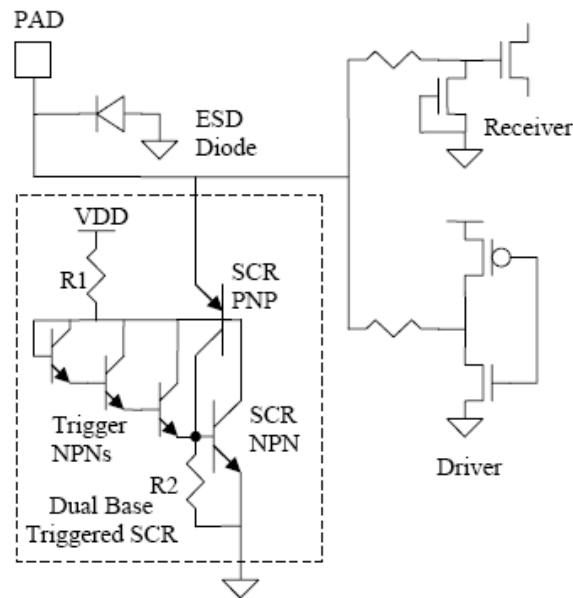 PAD
ESD
Diode
Receiver
VDD
R1
SCR
PNP
Trigger
NPNs
SCR
NPN
R2
Dual Base
Triggered SCR
Driver